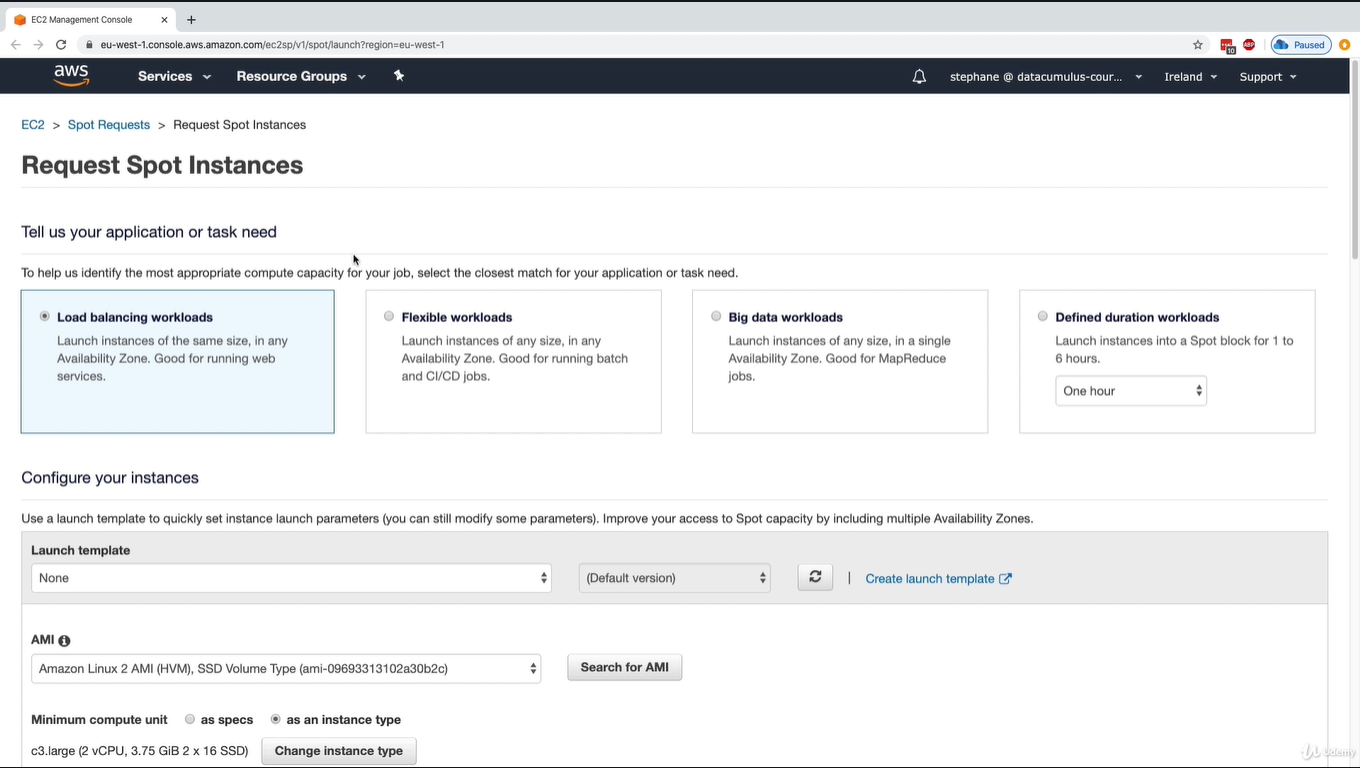 EC2 Management Console
eu-west-1.console.aws.amazon.com/ec2sp/v1/spot/launch?region=eu-west-1
10
ABP
Paused
aws
Services
Resource Groups
stephane @ datacumulus-cour...
Ireland
Support
EC2 > Spot Requests > Request Spot Instances
Request Spot Instances
Tell us your application or task need
To help us identify the most appropriate compute capacity for your job, select the closest match for your application or task need.
Load balancing workloads
Launch instances of the same size, in any
Availability Zone. Good for running web
services.
Flexible workloads
Launch instances of any size, in any
Availability Zone. Good for running batch
and CI/CD jobs.
Big data workloads
Launch instances of any size, in a single
Availability Zone. Good for MapReduce
jobs.
Defined duration workloads
Launch instances into a Spot block for 1 to
6 hours.
One hour
Configure your instances
Use a launch template to quickly set instance launch parameters (you can still modify some parameters). Improve your access to Spot capacity by including multiple Availability Zones.
Launch template
None
(Default version)
| Create launch template
AMI
Amazon Linux 2 AMI (HVM), SSD Volume Type (ami-09693313102a30b2c)
Search for AMI
Minimum compute unit
as specs
as an instance type
c3.large (2 vCPU, 3.75 GiB 2 x 16 SSD)
Change instance type
Udemy